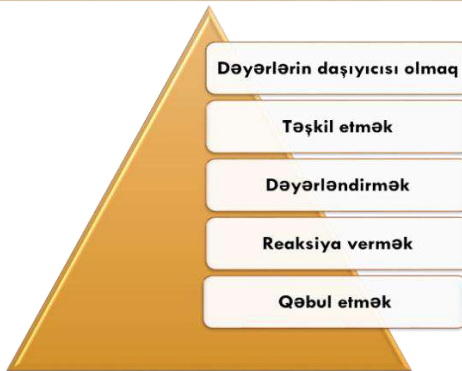 Dəyərlərin daşıyıcısı olmaq
Təşkil etmək
Dəyərləndirmək
Reaksiya vermək
Qəbul etmək